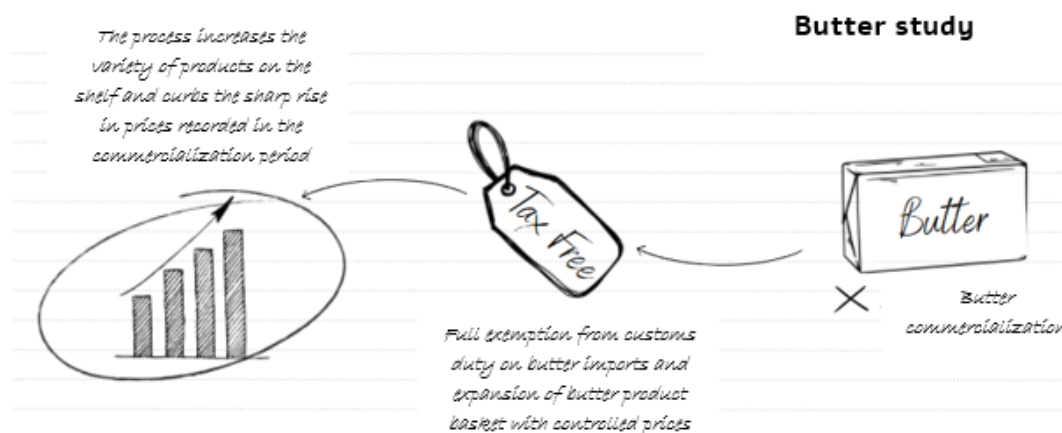 Butter study
The process increases the
variety of products on the
shelf and curbs the sharp rise
in prices recorded in the
commercialization period
Tax Free
Butter
Full exemption from customs
duty on butter imports and
expansion of butter product
basket with controlled prices
Butter
commercialization